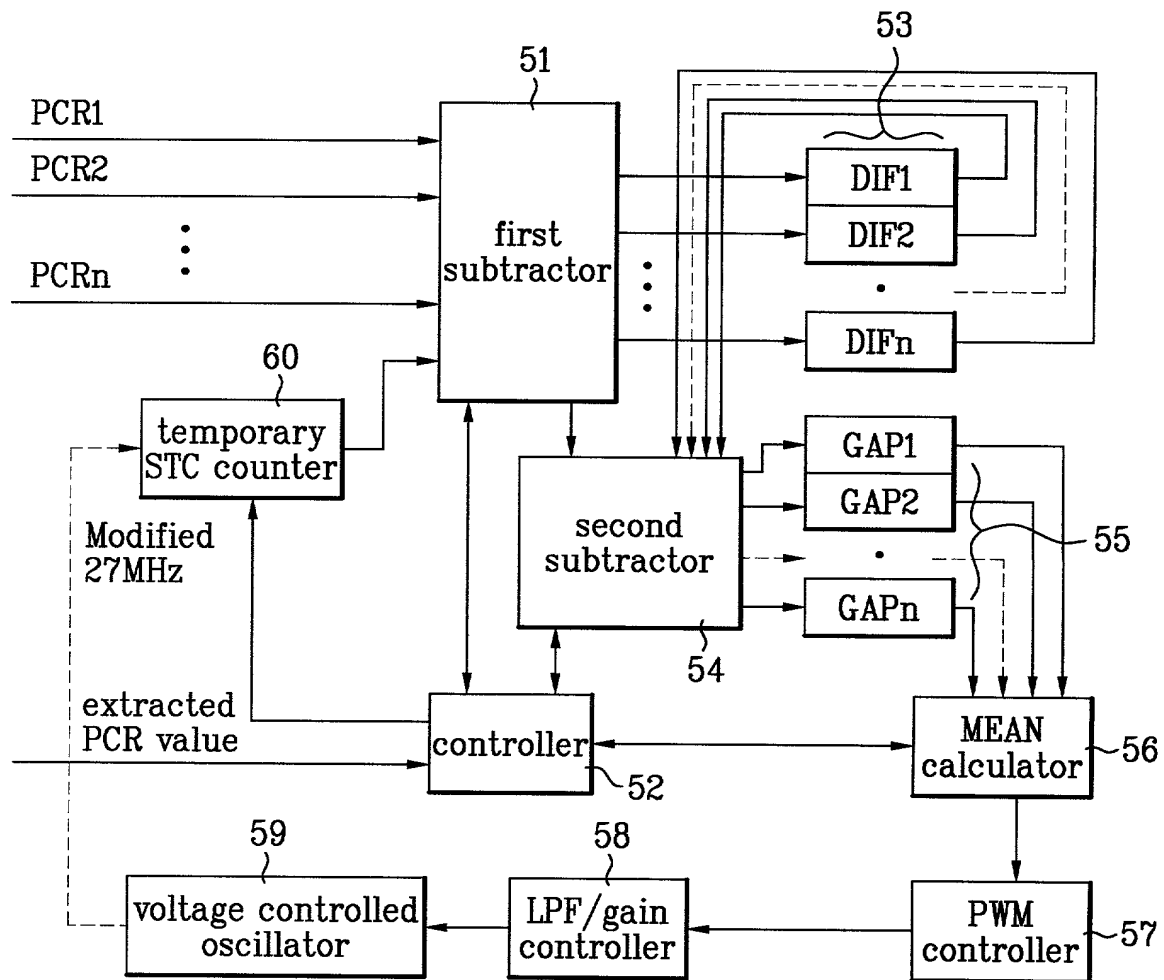 53
51
PCR1
PCR2
PCRn
first
subtractor
DIF1
DIF2
DIFn
60
temporary
STC counter
GAP1
GAP2
GAPn
55
second
subtractor
54
Modified
27MHz
extracted
PCR value
controller
52
MEAN
calculator
56
59
58
voltage controlled
oscillator
LPF/gain
controller
PWM
controller
57